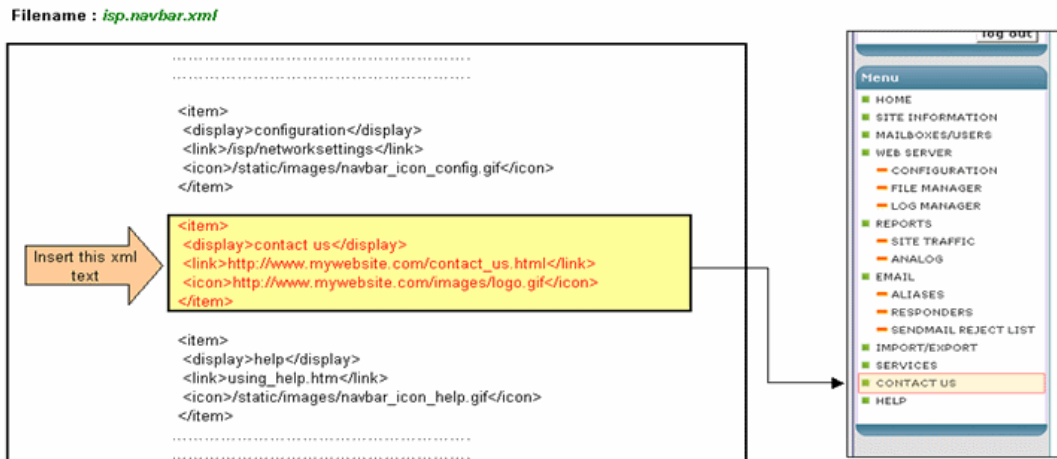 Filename : isp.navbar.xml
......................................................
......................................................
<item>
<display>configuration</display>
<link>/isp/networksettings</link>
<icon>/static/images/navbar_icon_config.gif</icon>
</item>
Insert this xml
text
<item>
<display>contact us</display>
<link>http://www.mywebsite.com/contact_us.html</link>
<icon>http://www.mywebsite.com/images/logo.gif</icon>
</item>
<item>
<display>help</display>
<link>using_help.htm</link>
<icon>/static/images/navbar_icon_help.gif</icon>
</item>
......................................................
......................................................
log out
Menu
HOME
SITE INFORMATION
MAILBOXES/USERS
WEB SERVER
CONFIGURATION
FILE MANAGER
LOG MANAGER
REPORTS
SITE TRAFFIC
ANALOG
EMAIL
ALIASES
RESPONDERS
SENDMAIL REJECT LIST
IMPORT/EXPORT
SERVICES
CONTACT US
HELP